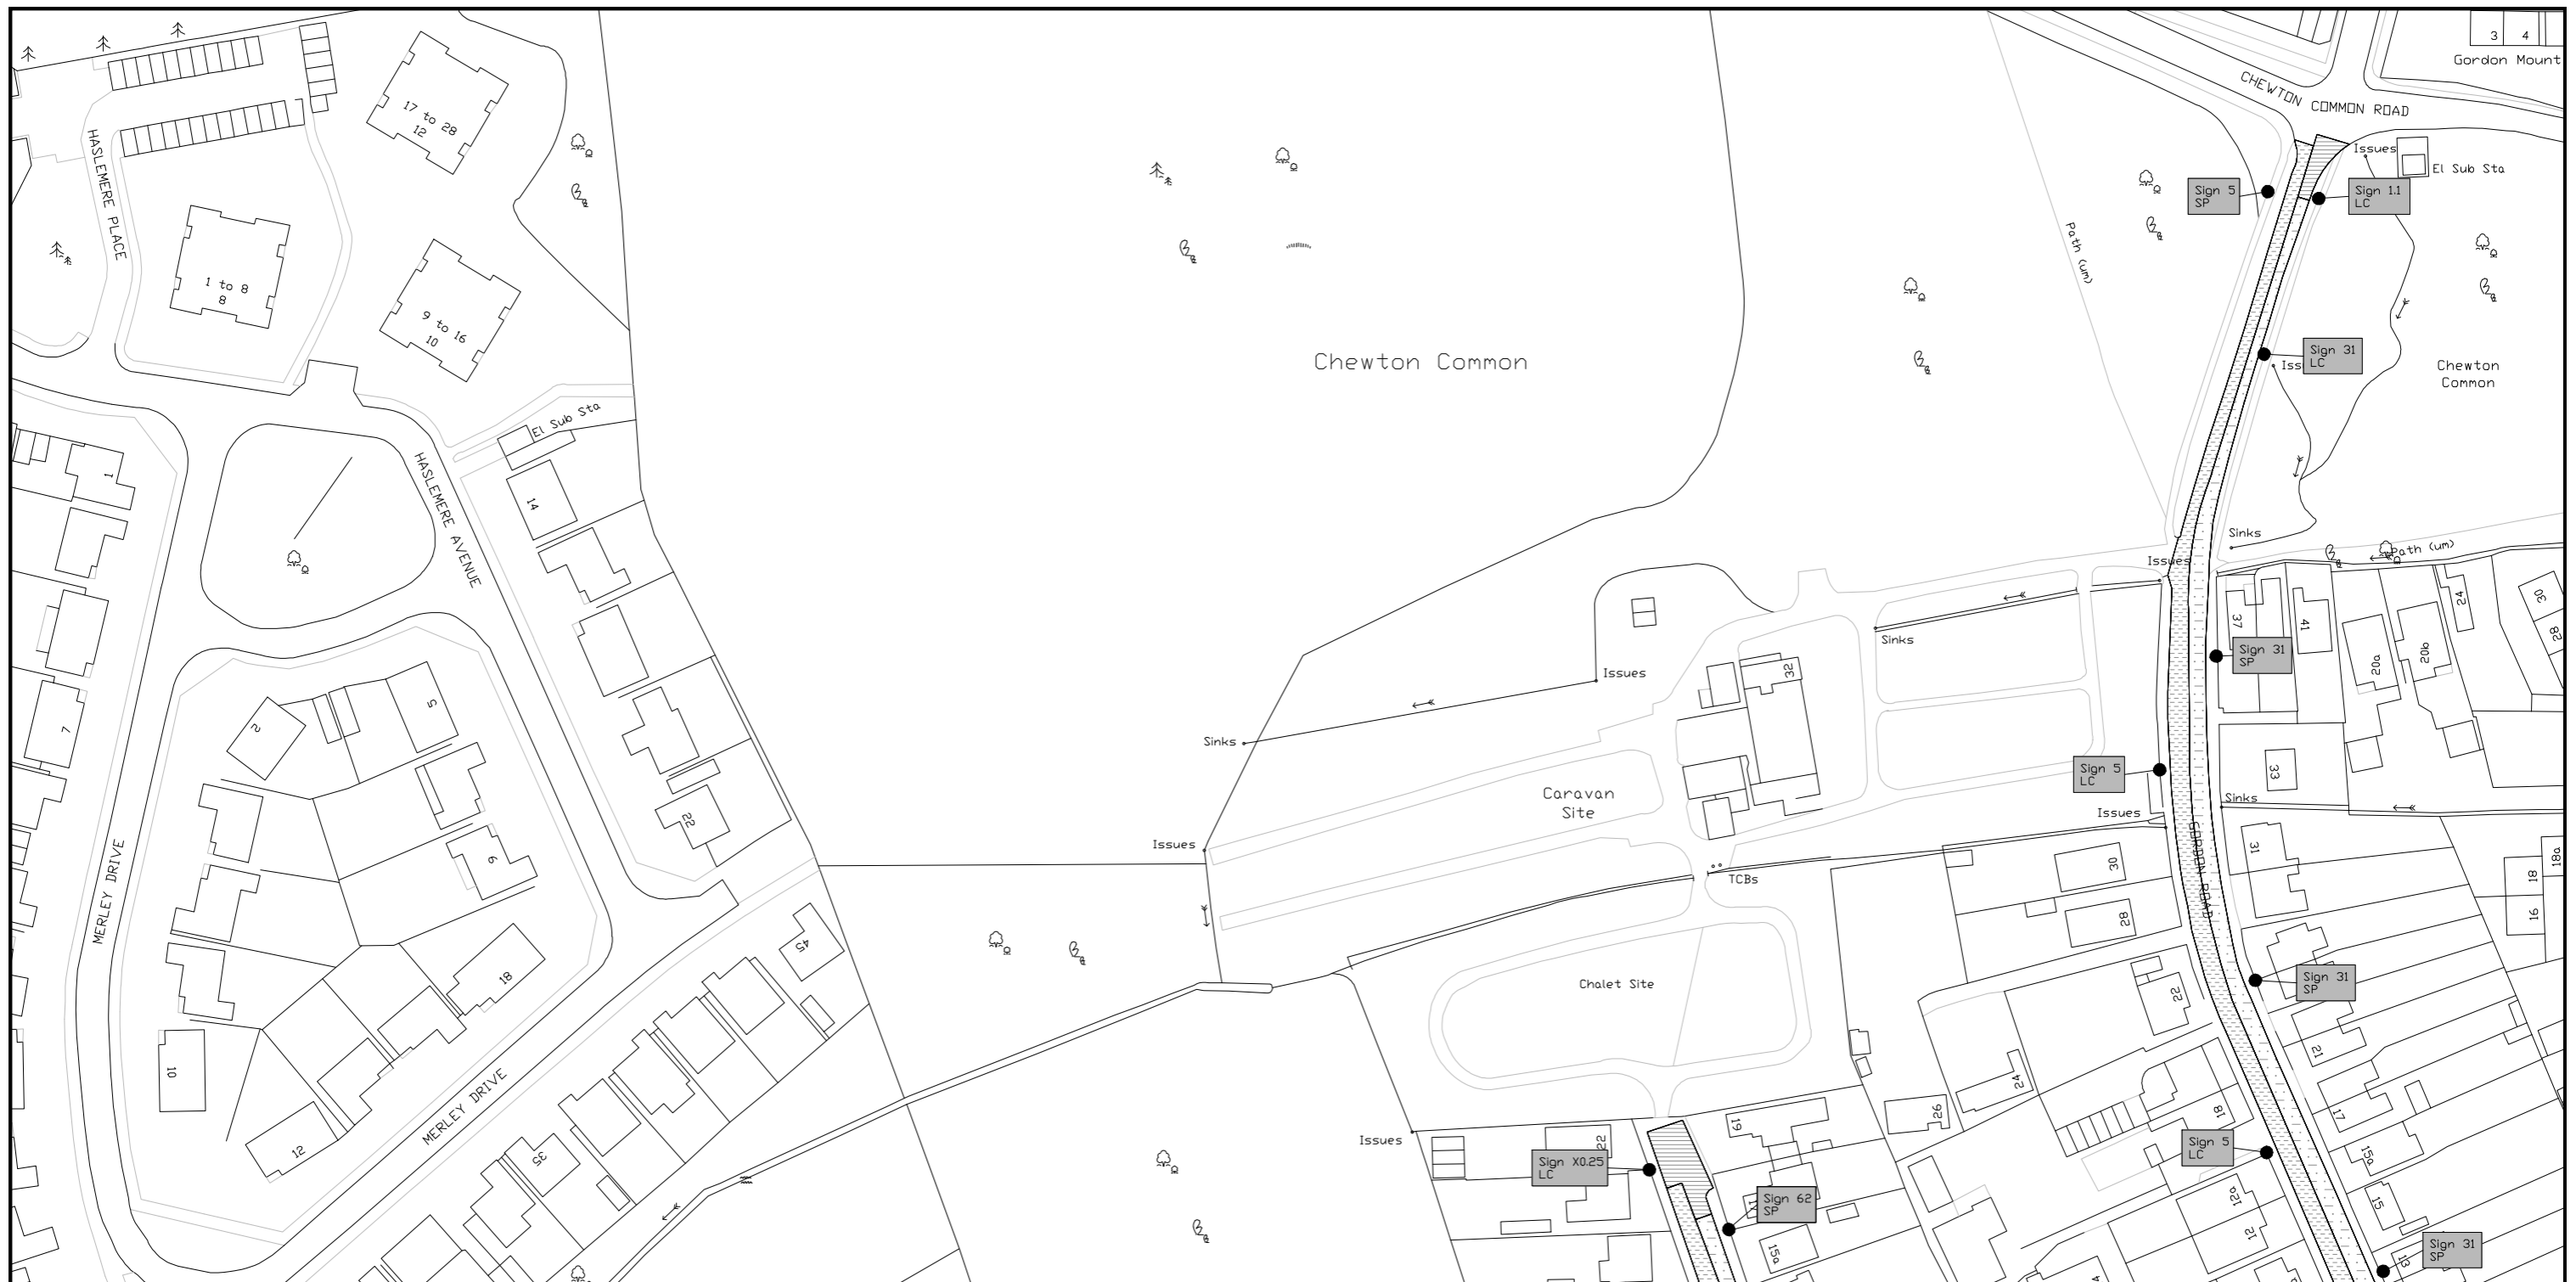 3
4
Gordon Mount
CHEWTON COMMON ROAD
17 to 28
12
HASLEMERE PLACE
Issues
El Sub Sta
Sign 5
SP
Sign 1.1
LC
Path (um)
1 to 8
8
9 to 16
10
Chewton Common
Sign 31
LC
Chewton
Common
El Sub Sta
HASLEMERE AVENUE
1
14
Sinks
Path (um)
Issues
Sinks
24
30
28
37
41
20a
20b
Sign 31
SP
Issues
32
Sinks
5
2
7
Sign 5
LC
33
Caravan
Site
Sinks
Issues
22
Issues
GORDON ROAD
31
30
18a
18
16
28
TCBs
6
MERLEY DRIVE
45
18
Chalet Site
22
Sign 31
SP
21
24
10
MERLEY DRIVE
12
35
Issues
22
19
26
18
17
Sign X0.25
LC
Sign 5
LC
15a
Sign 62
SP
15a
12a
12
15
13
Sign 31
SP